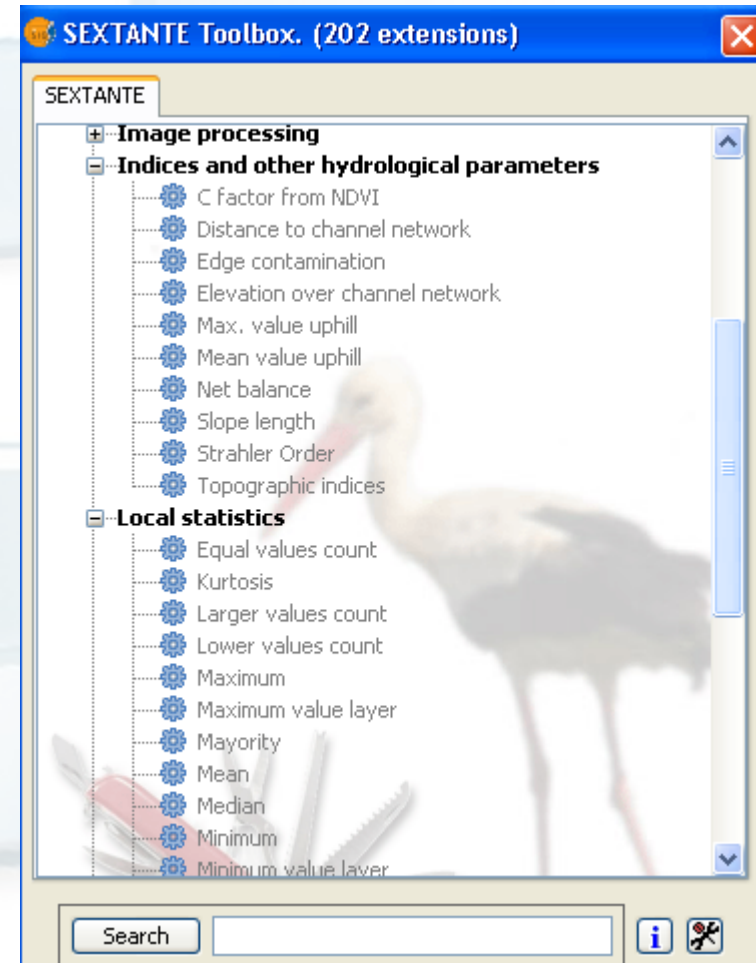 SEXTANTE Toolbox. (202 extensions)
SEXTANTE
Image processing
Indices and other hydrological parameters
C factor from NDVI
Distance to channel network
Edge contamination
Elevation over channel network
Max. value uphill
Mean value uphill
Net balance
Slope length
Strahler Order
Topographic indices
Local statistics
Equal values count
Kurtosis
Larger values count
Lower values count
Maximum
Maximum value layer
Mayority
Mean
Median
Minimum
Minimum value layer
Search